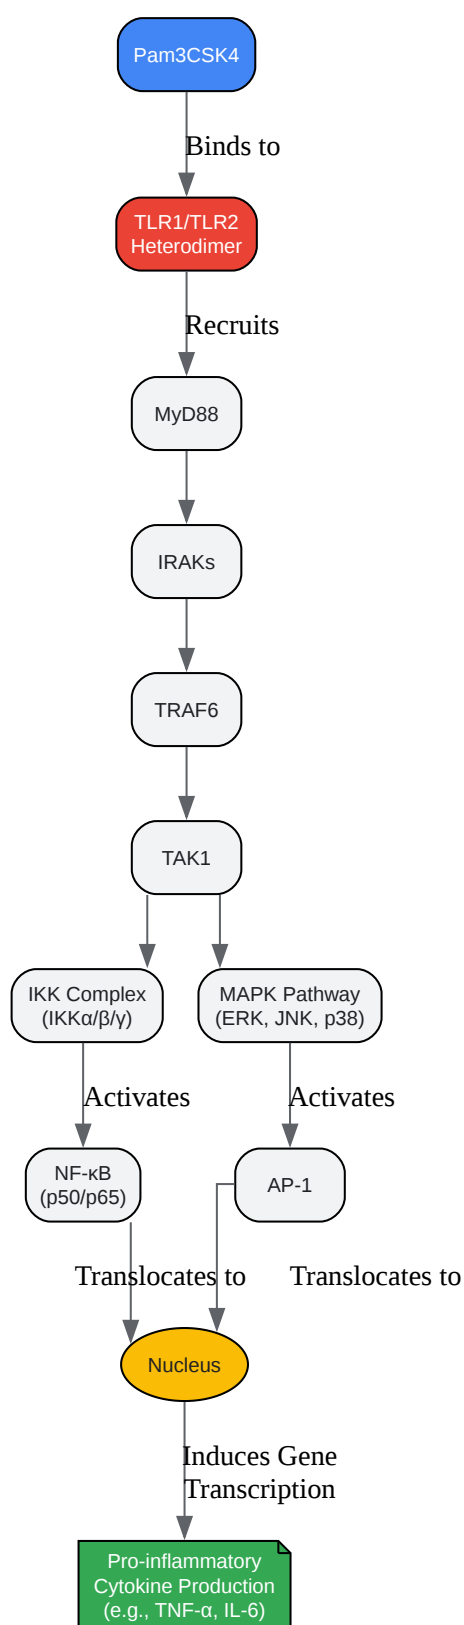 Pam3CSK4
Binds to
TLR1/TLR2
Heterodimer
Recruits
MyD88
IRAKs
TRAF6
TAK1
IKK Complex
(IKKα/β/γ)
MAPK Pathway
(ERK, JNK, p38)
Activates
Activates
NF-κB
(p50/p65)
AP-1
Translocates to
Translocates to
Nucleus
Induces Gene
Transcription
Pro-inflammatory
Cytokine Production
(e.g., TNF-α, IL-6)